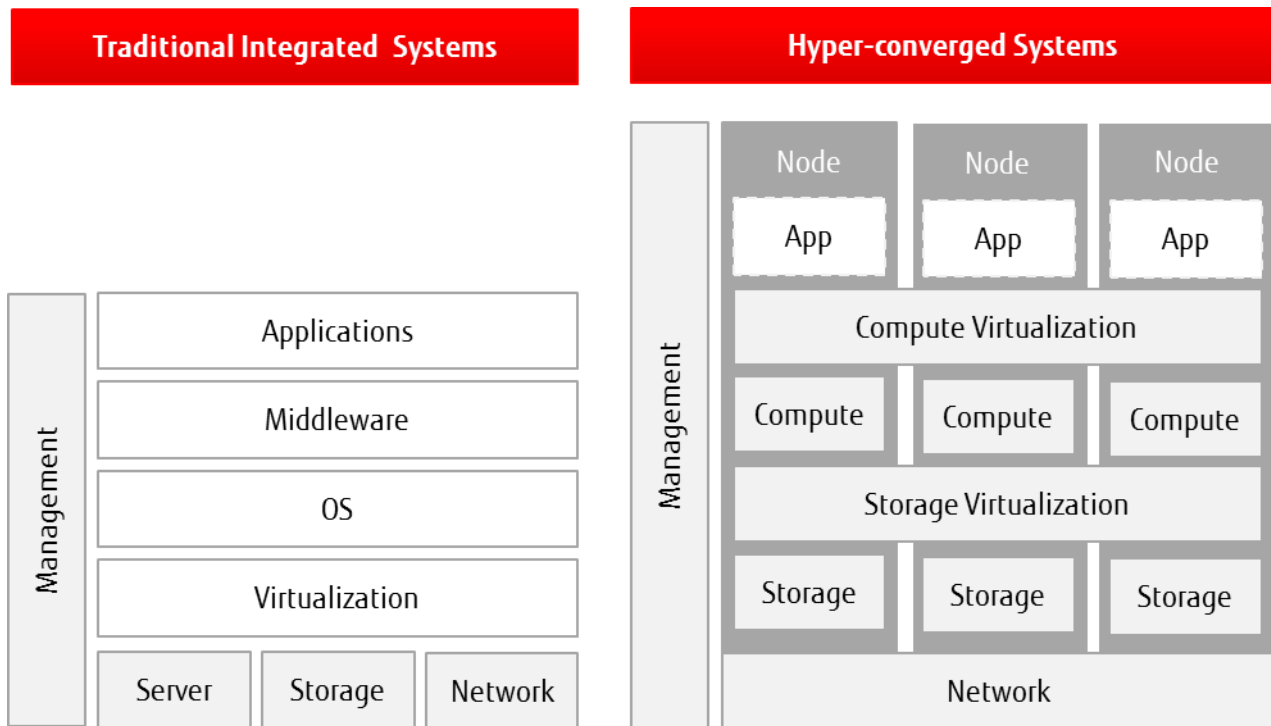 Traditional Integrated Systems
Management
Applications
Middleware
OS
Virtualization
Server Storage Network
Hyper-converged Systems
Management
Node Node Node
App App App
Compute Virtualization
Compute Compute Compute
Storage Virtualization
Storage Storage Storage
Network